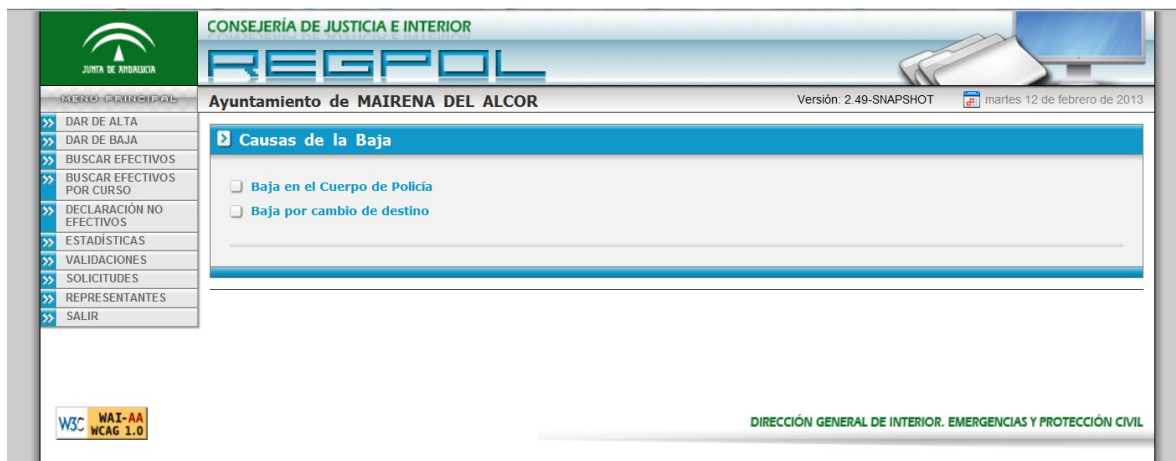 CONSEJERÍA DE JUSTICIA E INTERIOR
JUNTA DE ANDALUCIA
REGPOL
MENU PRINCIPAL
Ayuntamiento de MAIRENA DEL ALCOR
Versión: 2.49-SNAPSHOT
martes 12 de febrero de 2013
DAR DE ALTA
DAR DE BAJA
BUSCAR EFECTIVOS
BUSCAR EFECTIVOS
POR CURSO
DECLARACIÓN NO
EFECTIVOS
ESTADÍSTICAS
VALIDACIONES
SOLICITUDES
REPRESENTANTES
SALIR
Causas de la Baja
Baja en el Cuerpo de Policía
Baja por cambio de destino
W3C WAI-AA
WCAG 1.0
DIRECCIÓN GENERAL DE INTERIOR. EMERGENCIAS Y PROTECCIÓN CIVIL